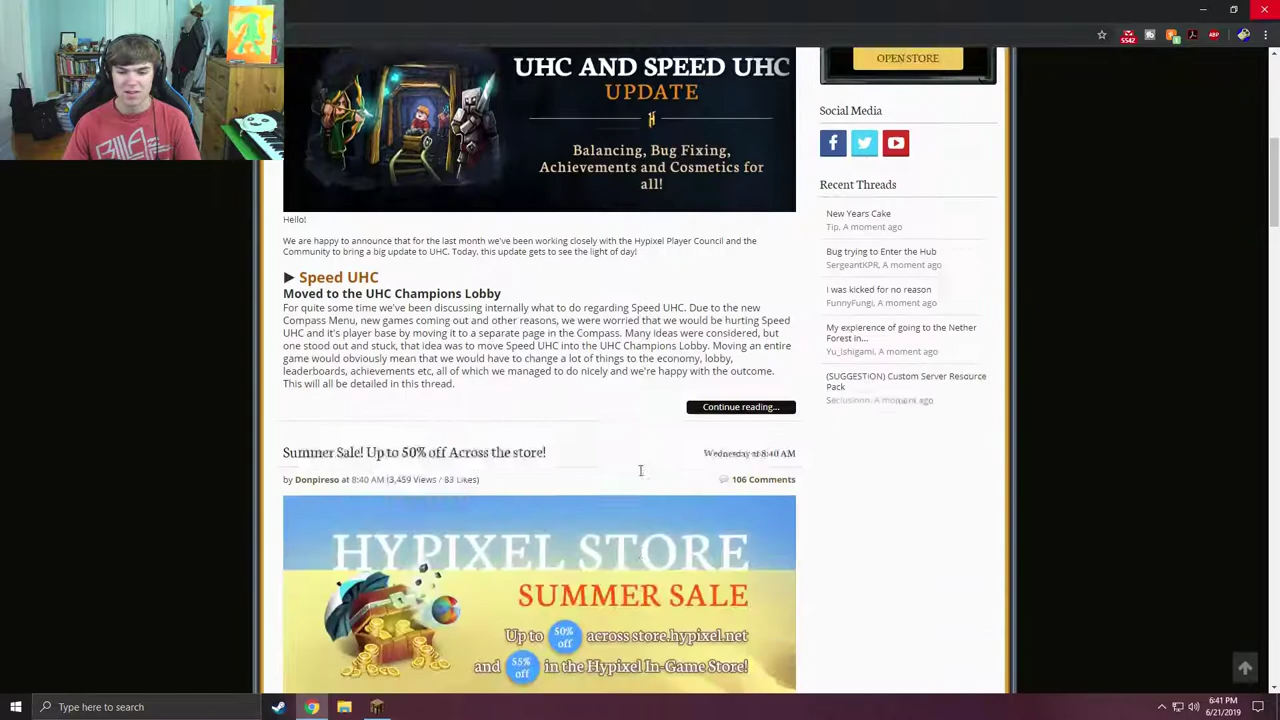 UHC AND SPEED UHC
UPDATE
Balancing, Bug Fixing,
Achievements and Cosmetics for
all!
OPEN STORE
Social Media
Recent Threads
New Years Cake
Tip, A moment ago
Bug trying to Enter the Hub
SergeantKPR, A moment ago
I was kicked for no reason
FunnyFungi, A moment ago
My expierence of going to the Nether
Forest in...
Yu_Ishigami, A moment ago
(SUGGESTION) Custom Server Resource
Pack
A moment ago
Hello!
We are happy to announce that for the last month we've been working closely with the Hypixel Player Council and the
Community to bring a big update to UHC. Today, this update gets to see the light of day!
Speed UHC
Moved to the UHC Champions Lobby
For quite some time we've been discussing internally what to do regarding Speed UHC. Due to the new
Compass Menu, new games coming out and other reasons, we were worried that we would be hurting Speed
UHC and it's player base by moving it to a separate page in the Compass. Many ideas were considered, but
one stood out and stuck, that idea was to move Speed UHC into the UHC Champions Lobby. Moving an entire
game would obviously mean that we would have to change a lot of things to the economy, lobby,
leaderboards, achievements etc, all of which we managed to do nicely and we're happy with the outcome.
This will all be detailed in this thread.
Continue reading...
Summer Sale! Up to 50% off Across the store!
Wednesday at 8:40 AM
by Donpireso at 8:40 AM (3,459 Views / 83 Likes)
106 Comments
HYPIXEL STORE
SUMMER SALE
Up to 50% off across store.hypixel.net
and 55% off in the Hypixel In-Game Store!
Type here to search
6:41 PM
6/21/2019
5542
1
ABP